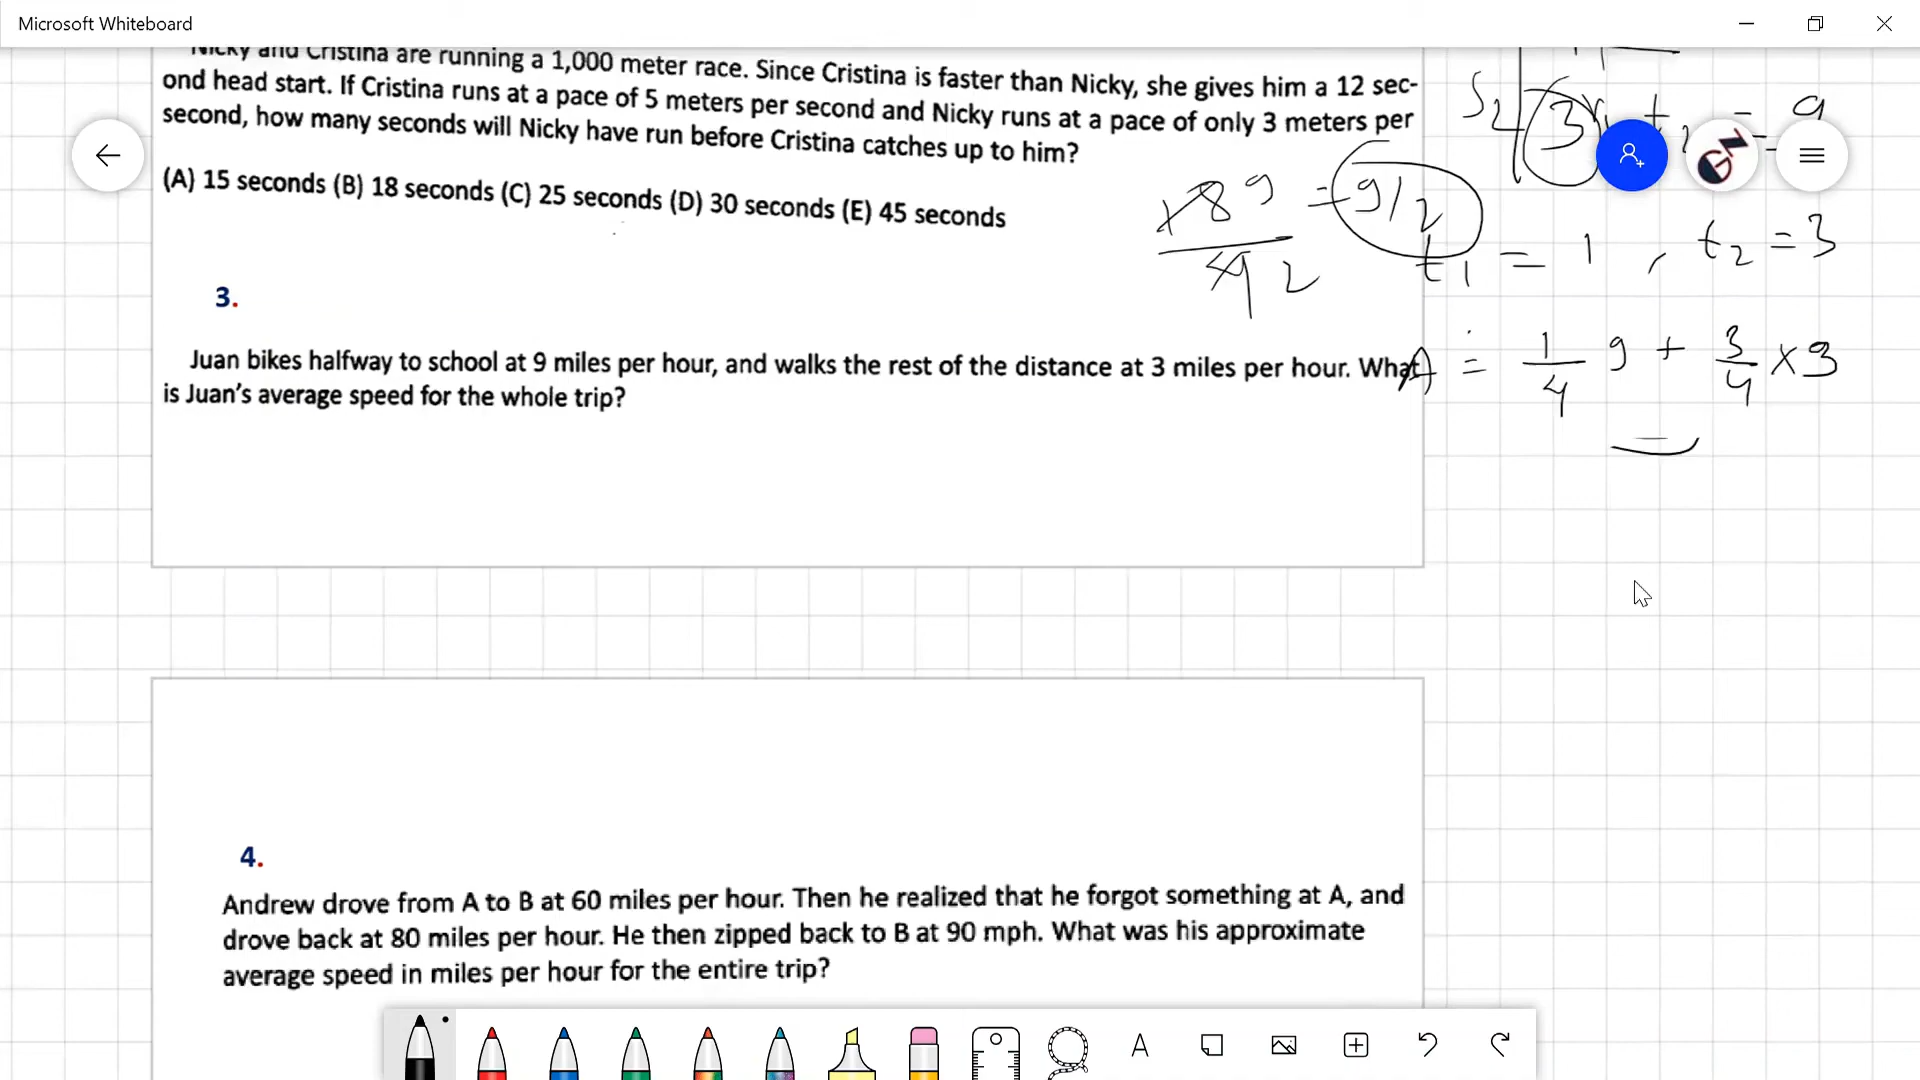 Microsoft Whiteboard
Nicky and Cristina are running a 1,000 meter race. Since Cristina is faster than Nicky, she gives him a 12 sec-
ond head start. If Cristina runs at a pace of 5 meters per second and Nicky runs at a pace of only 3 meters per
second, how many seconds will Nicky have run before Cristina catches up to him?
(A) 15 seconds (B) 18 seconds (C) 25 seconds (D) 30 seconds (E) 45 seconds
= 9/2
t1 = 1 , t2 = 3
3.
Juan bikes halfway to school at 9 miles per hour, and walks the rest of the distance at 3 miles per hour. What
is Juan's average speed for the whole trip?
A = 1/4 9 + 3/4 x 3
4.
Andrew drove from A to B at 60 miles per hour. Then he realized that he forgot something at A, and
drove back at 80 miles per hour. He then zipped back to B at 90 mph. What was his approximate
average speed in miles per hour for the entire trip?